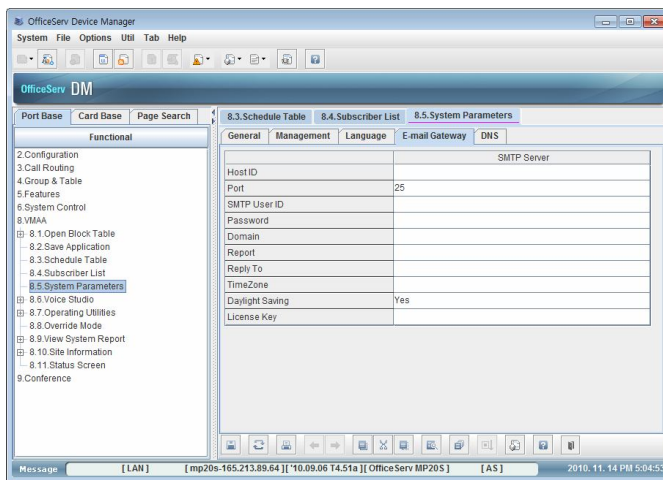 OfficeServ Device Manager
System File Options Util Tab Help
OfficeServ DM
Port Base Card Base Page Search
Functional
2.Configuration
3.Call Routing
4.Group & Table
5.Features
6.System Control
8.VMAA
8.1.Open Block Table
8.2.Save Application
8.3.Schedule Table
8.4.Subscriber List
8.5.System Parameters
8.6.Voice Studio
8.7.Operating Utilities
8.8.Override Mode
8.9.View System Report
8.10.Site Information
8.11.Status Screen
9.Conference
8.3.Schedule Table 8.4.Subscriber List 8.5.System Parameters
General Management Language E-mail Gateway DNS
SMTP Server
Host ID
Port 25
SMTP User ID
Password
Domain
Report
Reply To
TimeZone
Daylight Saving Yes
License Key
Message [LAN] [mp20s-165.213.89.64 ][ '10.09.06 T4.51a ][ OfficeServ MP20S ] [AS] 2010. 11. 14 PM 5:04:53